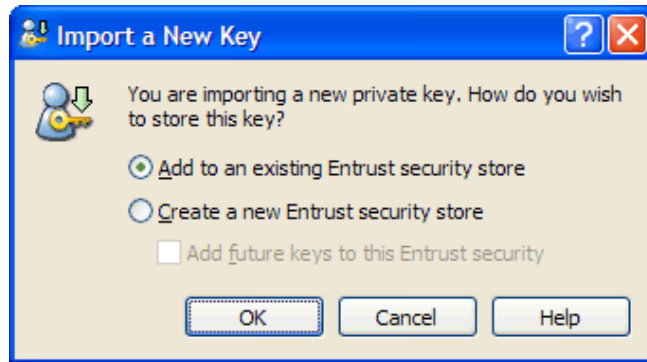 Import a New Key
You are importing a new private key. How do you wish
to store this key?
Add to an existing Entrust security store
Create a new Entrust security store
Add future keys to this Entrust security
OK Cancel Help